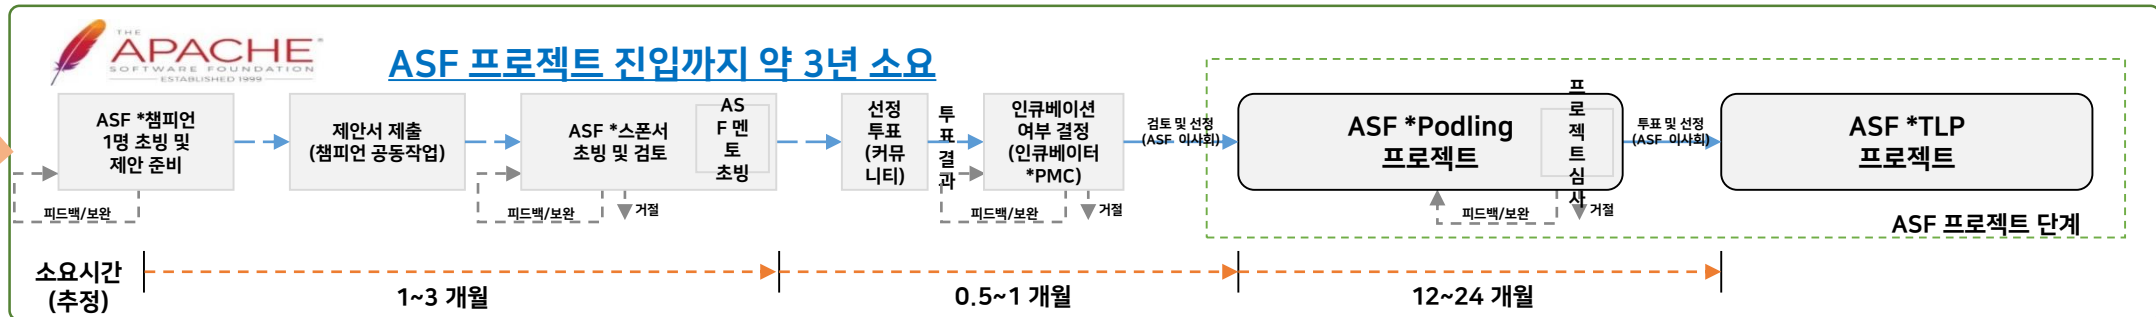 THE
APACHE®
SOFTWARE FOUNDATION
ESTABLISHED 1999
ASF 프로젝트 진입까지 약 3년 소요
ASF *챔피언
1명 초빙 및
제안 준비
피드백/보완
제안서 제출
(챔피언 공동작업)
ASF *스폰서
초빙 및 검토
AS
F 멘
토
초빙
피드백/보완
거절
선정
투표
(커뮤
니티)
투
표
결
과
인큐베이션
여부 결정
(인큐베이터
*PMC)
피드백/보완
거절
검토 및 선정
(ASF 이사회)
ASF *Podling
프로젝트
프
로
젝
트
심
사
피드백/보완
거절
투표 및 선정
(ASF 이사회)
ASF *TLP
프로젝트
ASF 프로젝트 단계
소요시간
(추정)
1~3 개월
0.5~1 개월
12~24 개월